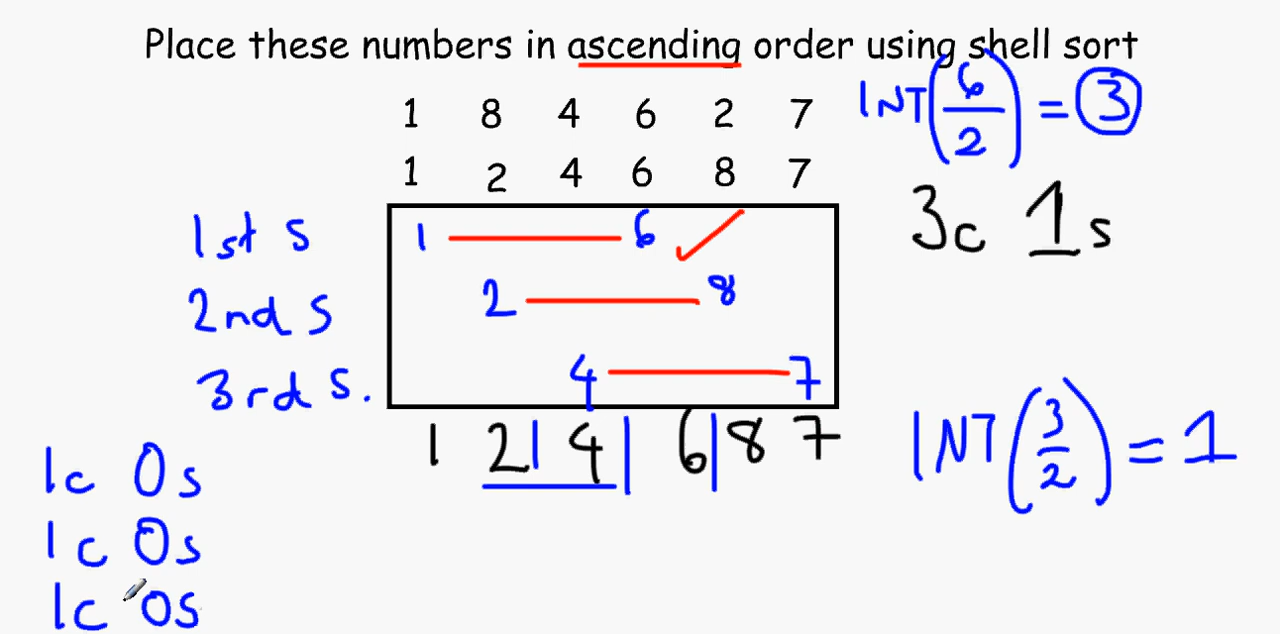 Place these numbers in ascending order using shell sort
1 8 4 6 2 7
INT(6/2) = 3
1 2 4 6 8 7
3c 1s
1st s 1 6
2nd s 2 8
3rd s. 4 7
1 2 | 4 | 6 | 8 7
INT(3/2) = 1
1c 0s
1c 0s
1c 0s